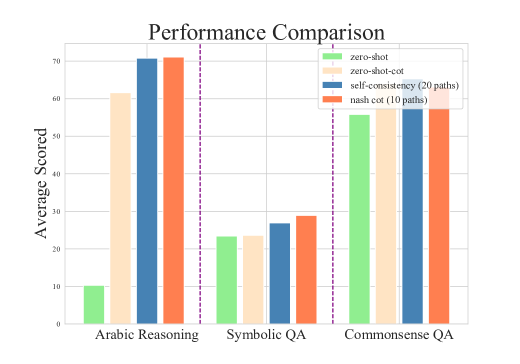 Performance Comparison
zero-shot
zero-shot-cot
self-consistency (20 paths)
nash cot (10 paths)
Average Scored
70
60
50
40
30
20
10
0
Arabic Reasoning
Symbolic QA
Commonsense QA